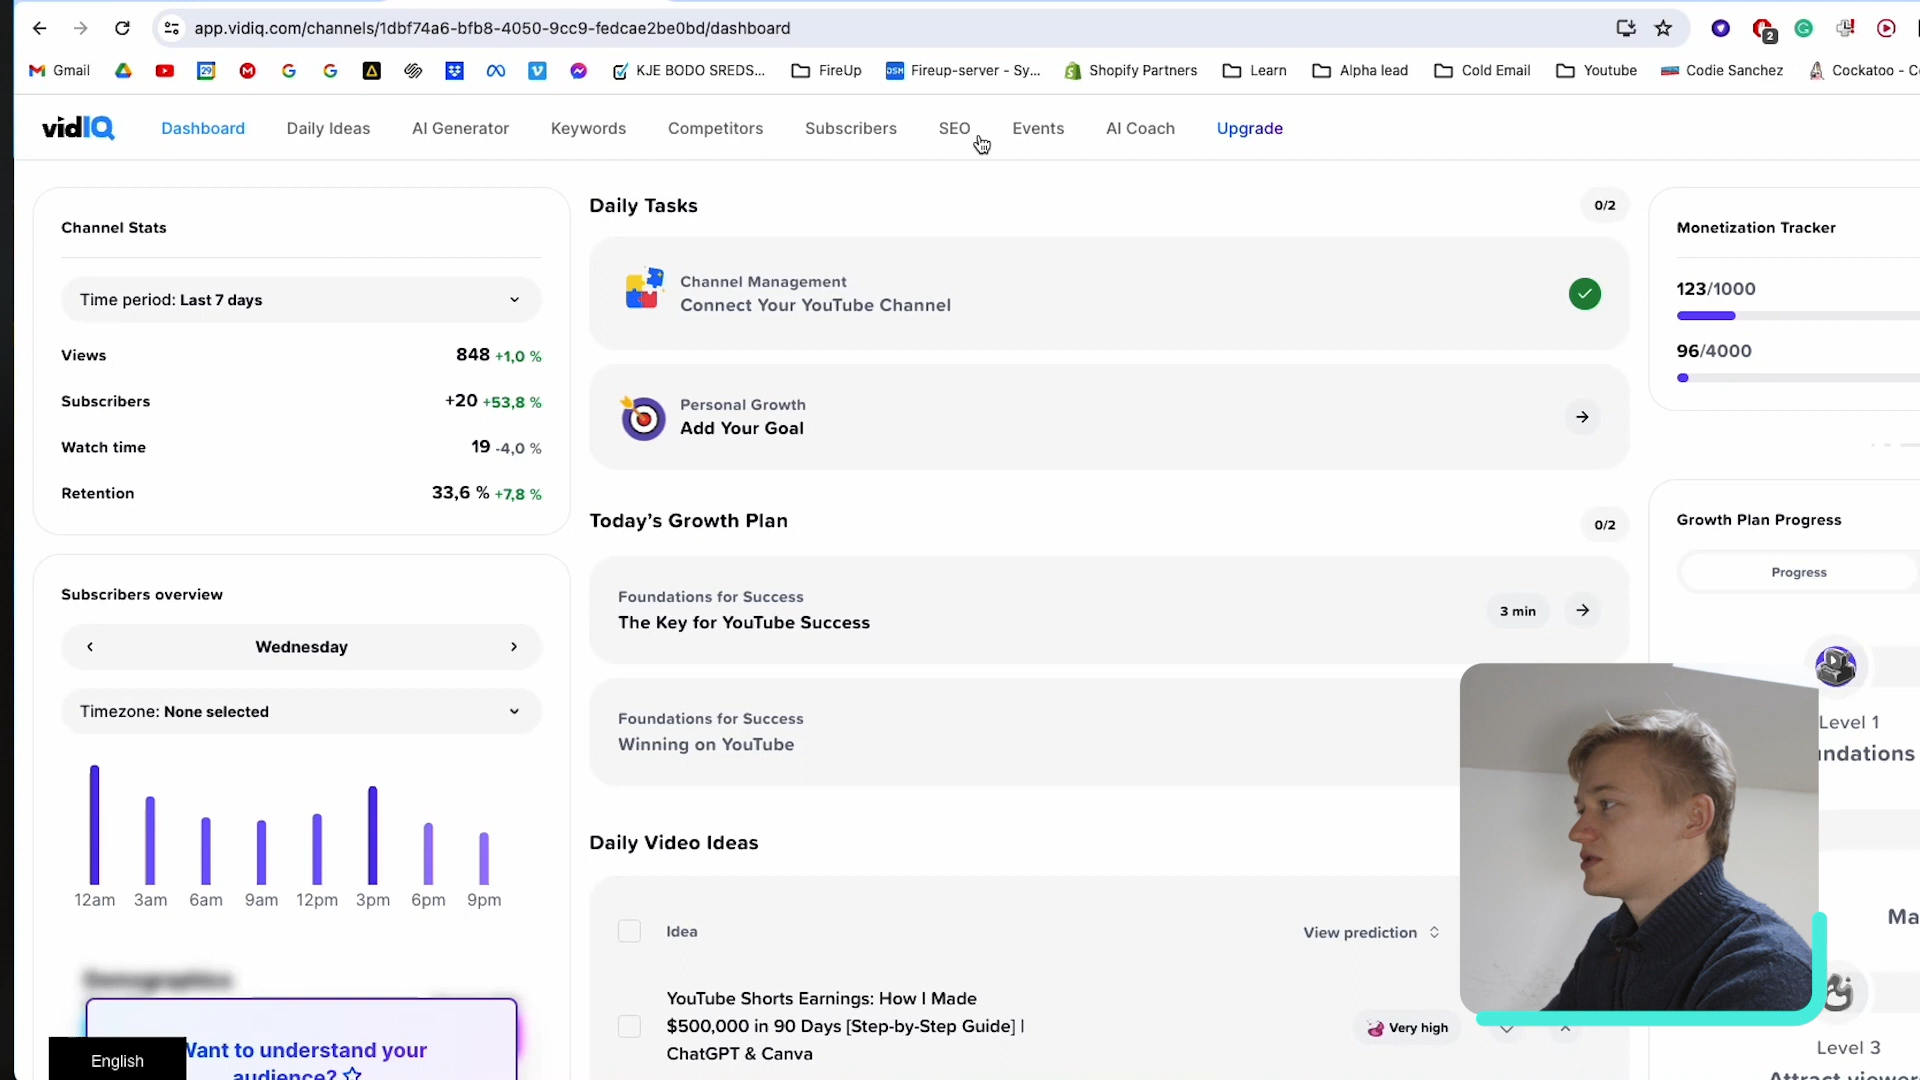 app.vidiq.com/channels/1dbf74a6-bfb8-4050-9cc9-fedcae2be0bd/dashboard
2
Gmail
29
KJE BODO SREDS...
FireUp
DSM
Fireup-server - Sy...
Shopify Partners
Learn
Alpha lead
Cold Email
Youtube
Codie Sanchez
Cockatoo - Co
vidIQ
Dashboard
Daily Ideas
AI Generator
Keywords
Competitors
Subscribers
SEO
Events
AI Coach
Upgrade
Channel Stats
Time period: Last 7 days
Views
848 +1,0 %
Subscribers
+20 +53,8 %
Watch time
19 -4,0 %
Retention
33,6 % +7,8 %
Subscribers overview
Wednesday
Timezone: None selected
12am 3am 6am 9am 12pm 3pm 6pm 9pm
Demographics
Want to understand your
audience?
English
Daily Tasks
0/2
Channel Management
Connect Your YouTube Channel
Personal Growth
Add Your Goal
Today's Growth Plan
0/2
Foundations for Success
The Key for YouTube Success
3 min
Foundations for Success
Winning on YouTube
Daily Video Ideas
Idea
View prediction
YouTube Shorts Earnings: How I Made
$500,000 in 90 Days [Step-by-Step Guide] |
ChatGPT & Canva
Very high
Monetization Tracker
123/1000
96/4000
Growth Plan Progress
Progress
Level 1
undations
Ma
Level 3
Attract viewer